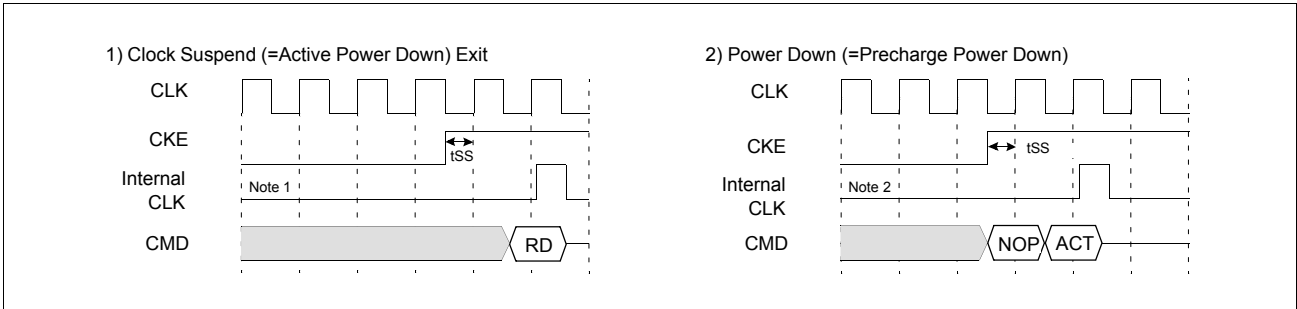 1) Clock Suspend (=Active Power Down) Exit
CLK
CKE
tSS
Internal
CLK
Note 1
CMD
RD
2) Power Down (=Precharge Power Down)
CLK
CKE
tSS
Internal
CLK
Note 2
CMD
NOP
ACT